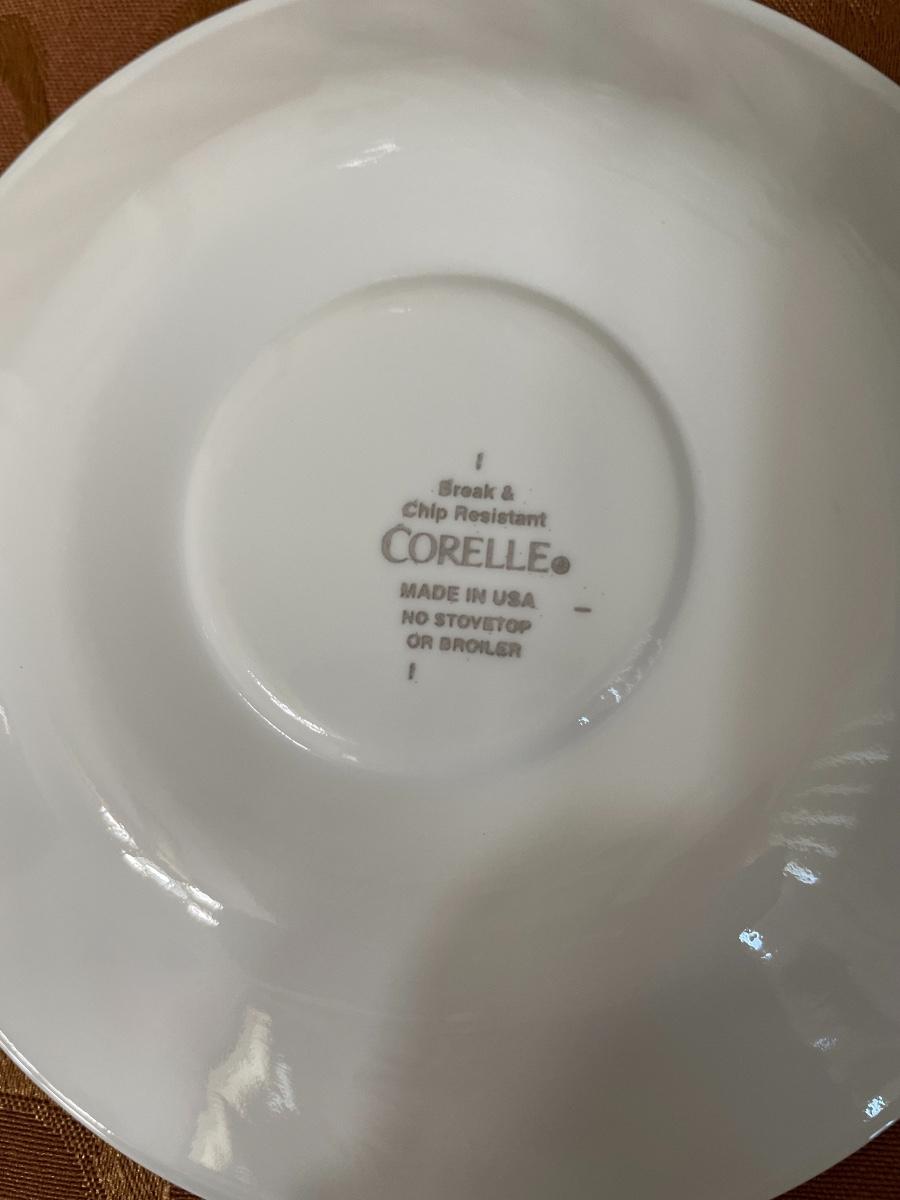 Break &
Chip Resistant
CORELLE®
MADE IN USA
NO STOVETOP
OR BROILER